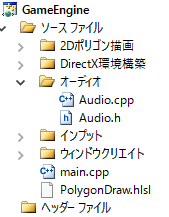 GameEngine
ソース ファイル
2Dポリゴン描画
DirectX環境構築
オーディオ
Audio.cpp
Audio.h
インプット
ウインドウクリエイト
main.cpp
PolygonDraw.hlsl
ヘッダー ファイル